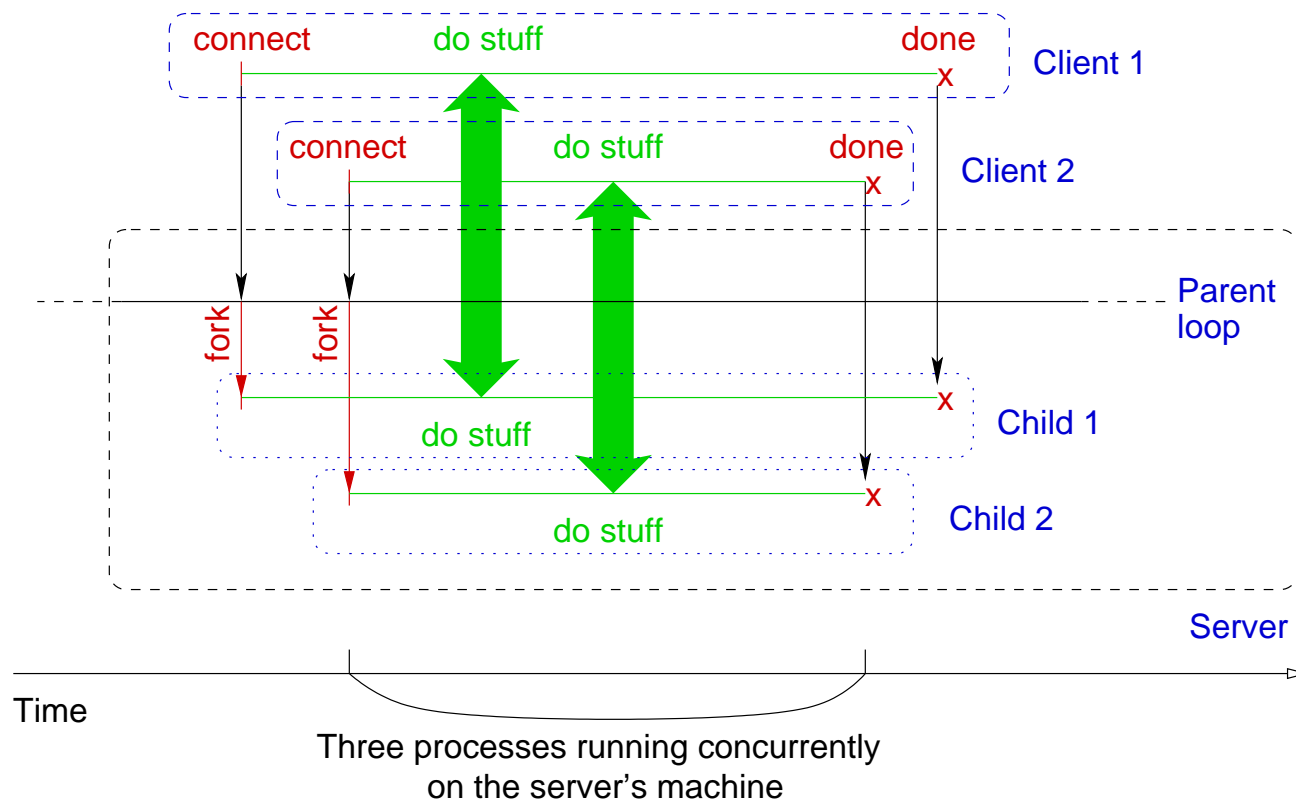 connect do stuff done
Client 1
connect do stuff done
x
Client 2
x
Parent
loop
fork fork
x
Child 1
do stuff
x
Child 2
do stuff
Server
Time
Three processes running concurrently
on the server's machine